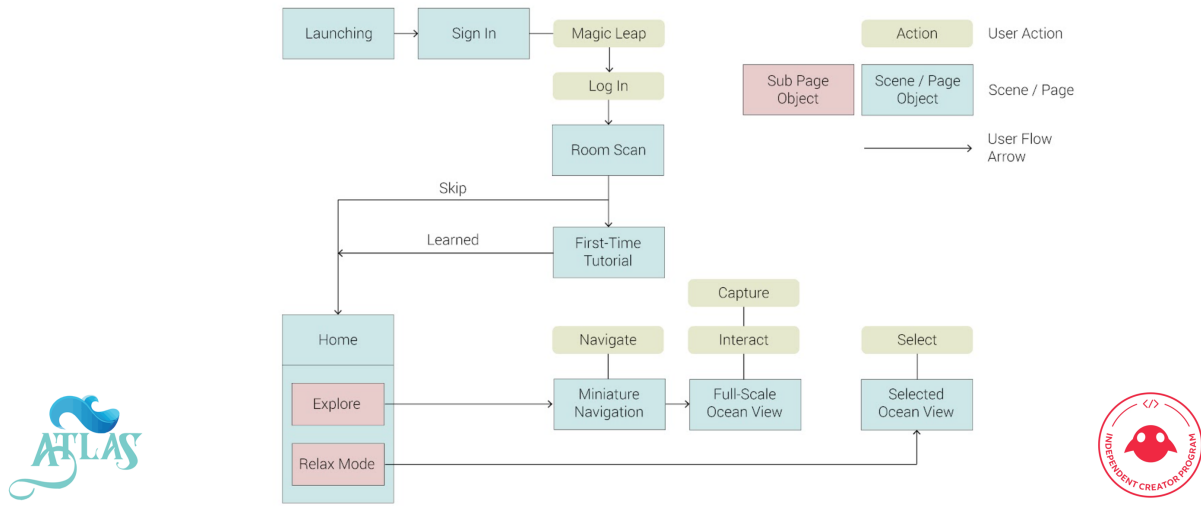 Launching
Sign In
Magic Leap
Action
User Action
Log In
Sub Page
Object
Scene / Page
Object
Scene / Page
Room Scan
User Flow
Arrow
Skip
Learned
First-Time
Tutorial
Capture
Home
Navigate
Interact
Select
Explore
Miniature
Navigation
Full-Scale
Ocean View
Selected
Ocean View
Relax Mode
ATLAS
</>
INDEPENDENT CREATOR PROGRAM